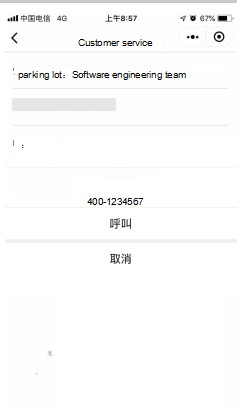 中国电信 4G 上午8:57 67%
Customer service
parking lot：Software engineering team
：
400-1234567
呼叫
取消